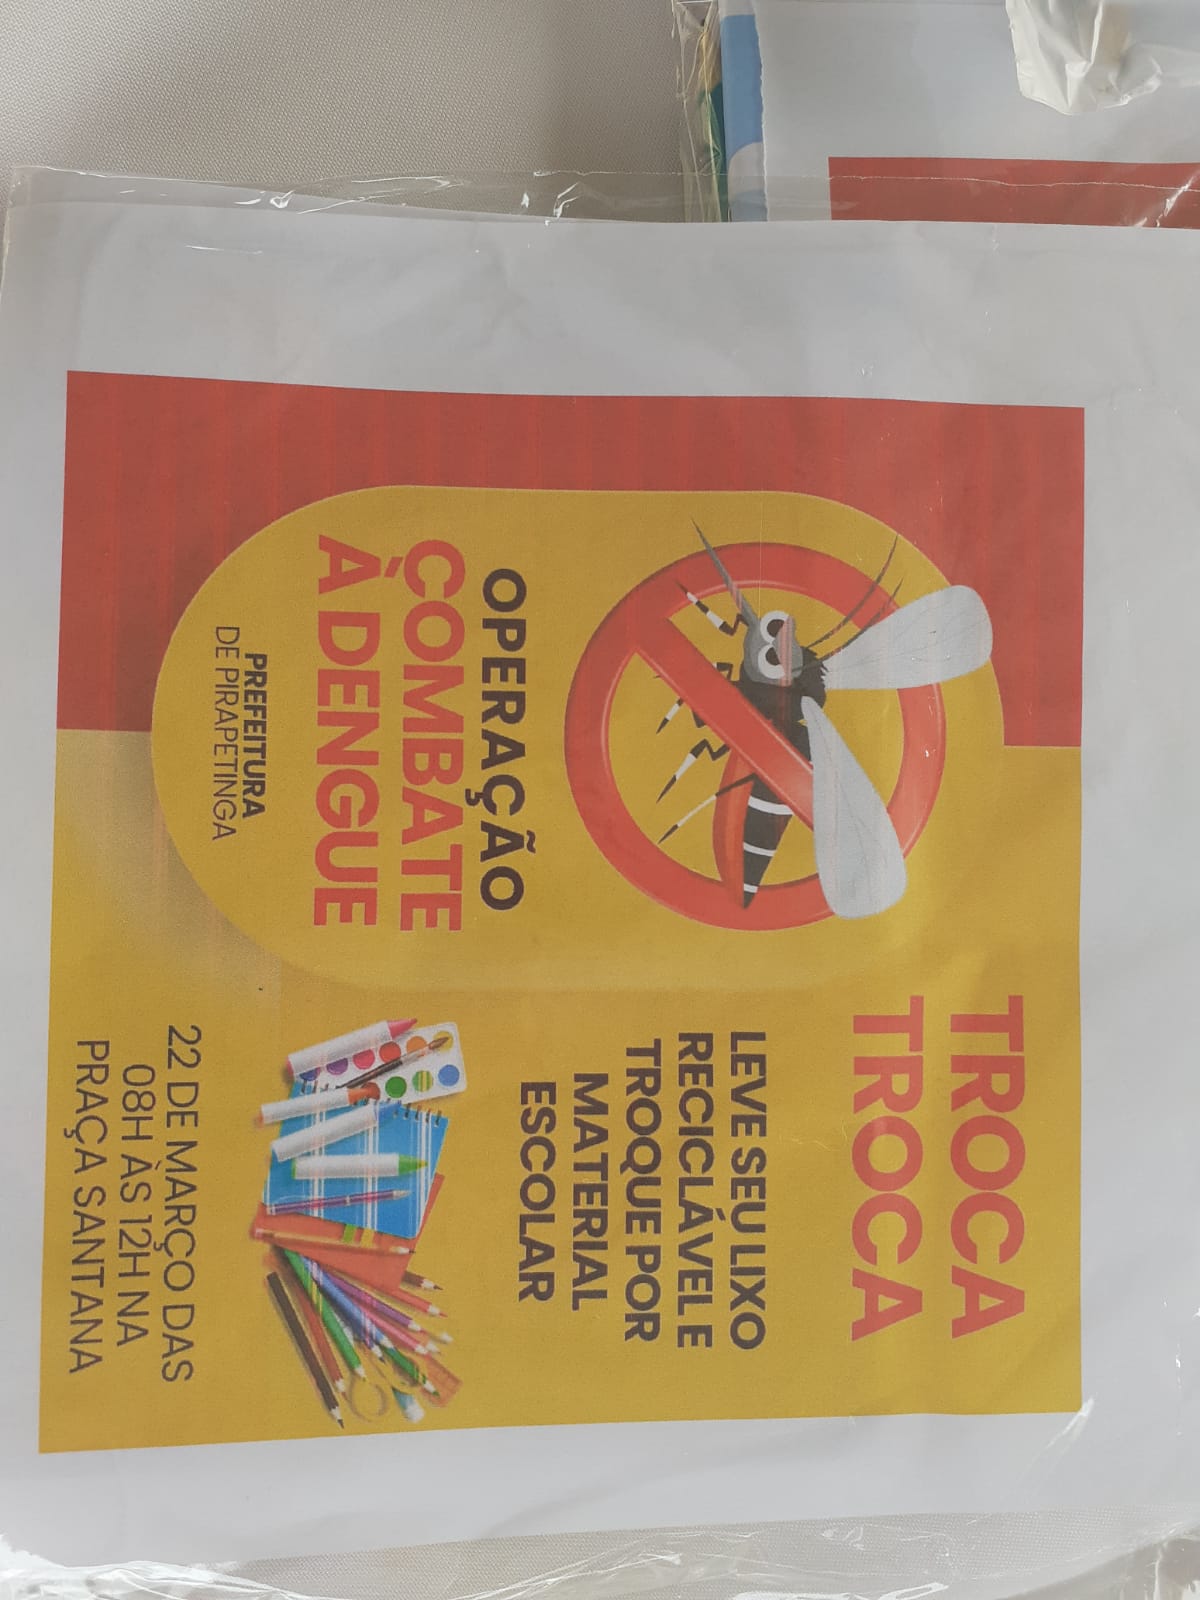 OPERAÇÃO
COMBATE
À DENGUE
PREFEITURA
DE PIRAPETINGA
TROCA
TROCA
LEVE SEU LIXO
RECICLÁVEL E
TROQUE POR
MATERIAL
ESCOLAR
22 DE MARÇO DAS
08H ÀS 12H NA
PRAÇA SANTANA